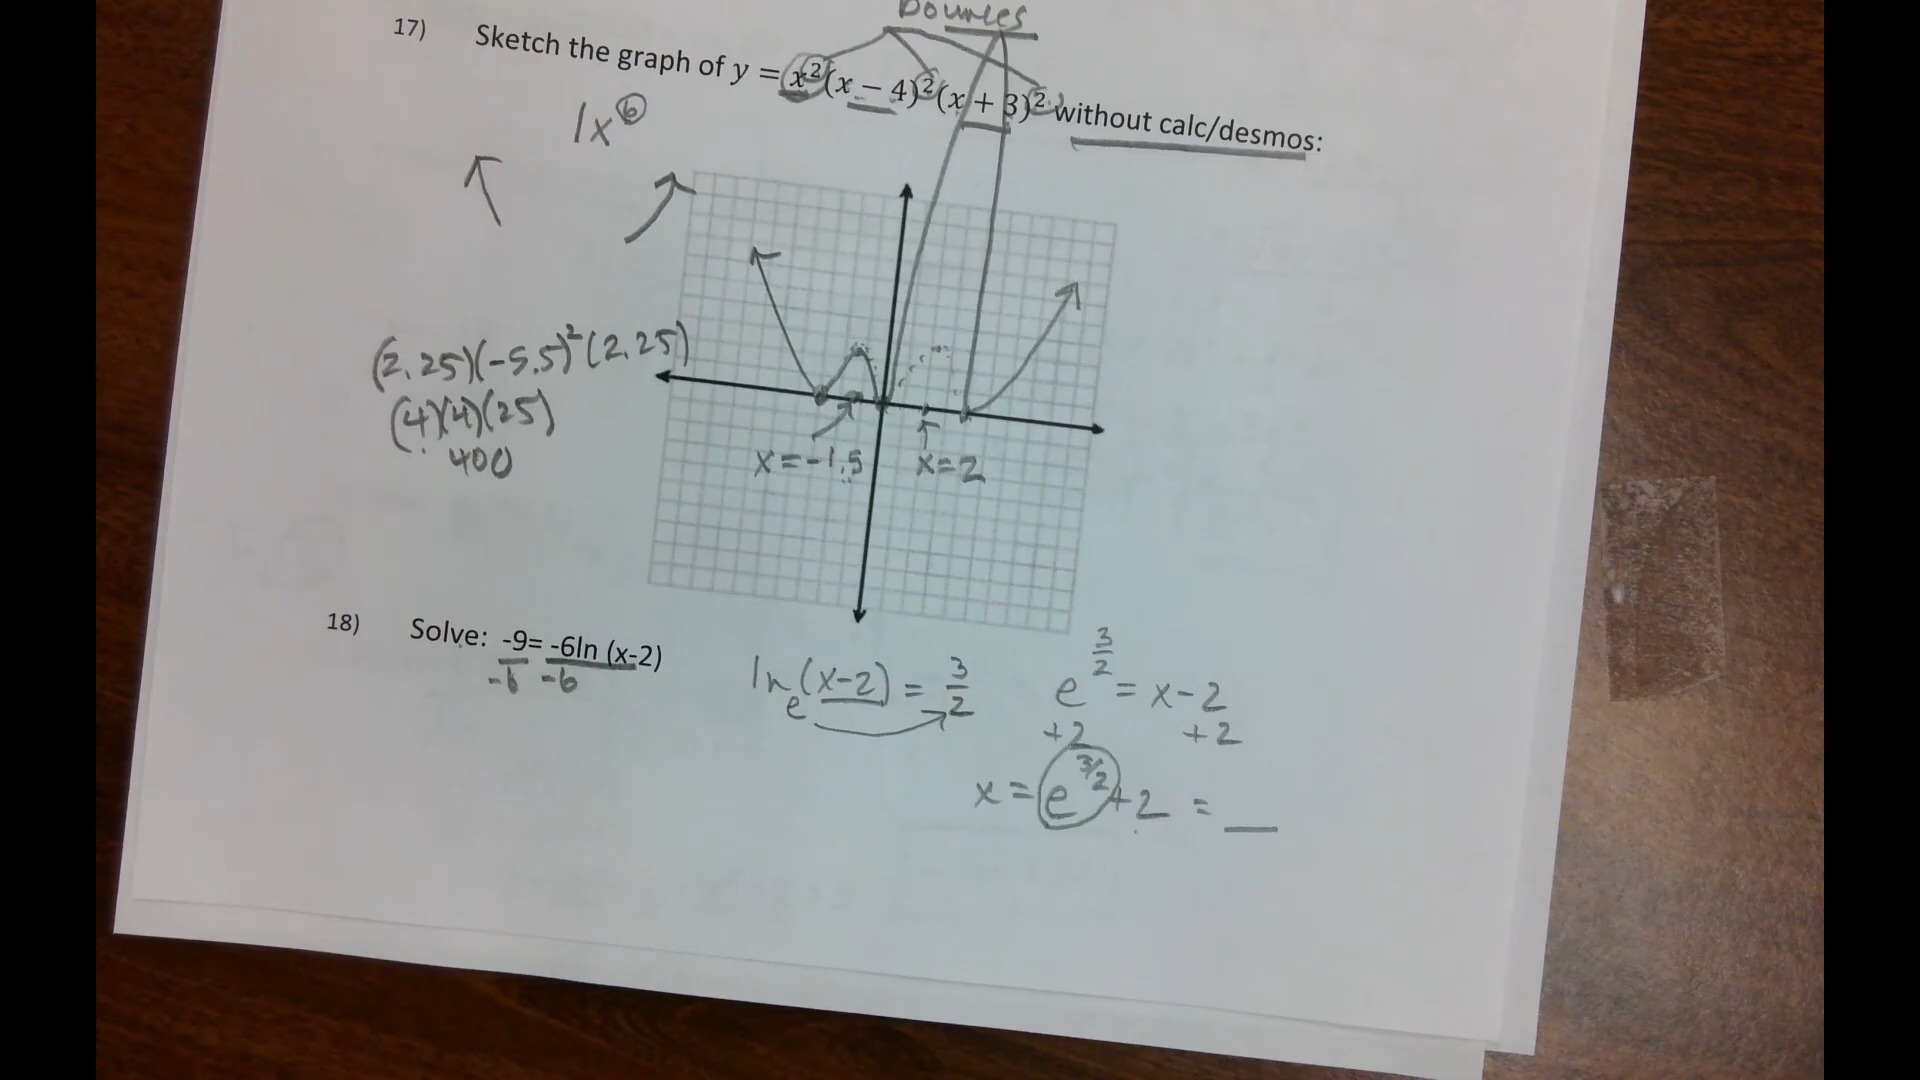 Bounces
17) Sketch the graph of y = x²(x − 4)²(x + 3)² without calc/desmos:
1x⁶
(2.25)(-5.5)²(2.25)
(4)(4)(25)
400
x=-1.5
x=2
18) Solve: -9= -6ln (x-2)
-6 -6
ln e (x-2) = 3/2
e^3/2 = x-2
+2 +2
x = e^3/2 +2 = __